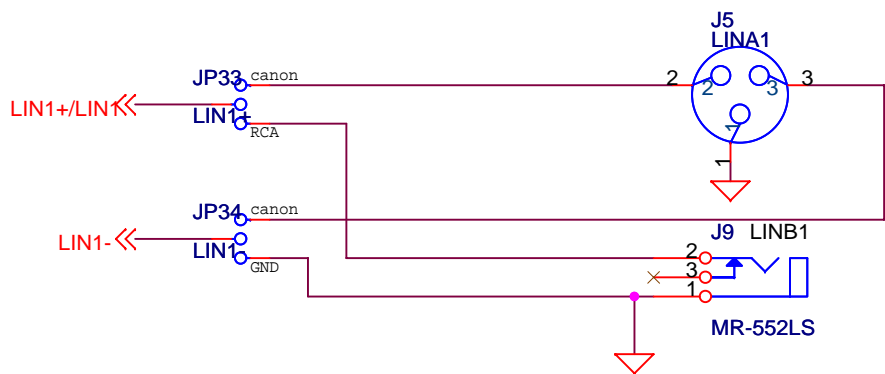 J5
LINA1
JP33 canon
2
3
2
3
LIN1+/LIN1
LIN1+
RCA
1
1
JP34 canon
J9 LINB1
LIN1-
LIN1-
GND
2
3
1
MR-552LS